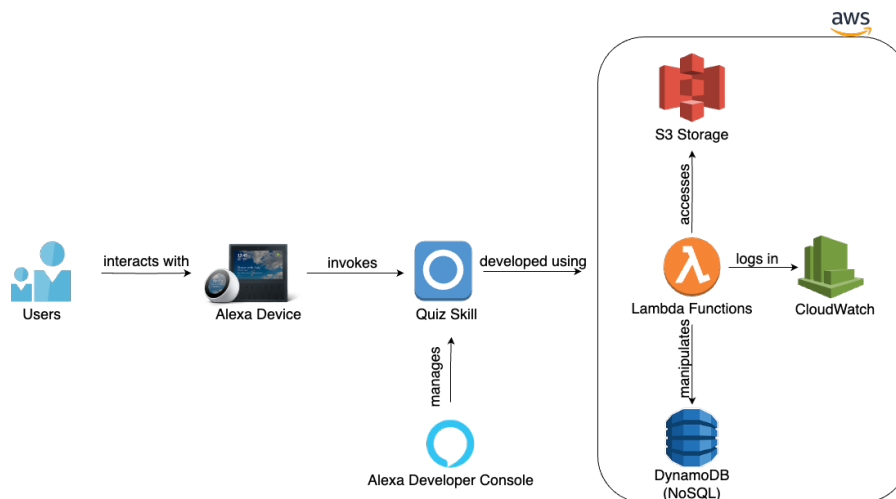 aws
S3 Storage
accesses
interacts with
invokes
developed using
logs in
Users
Alexa Device
Quiz Skill
Lambda Functions
CloudWatch
manages
manipulates
Alexa Developer Console
DynamoDB
(NoSQL)